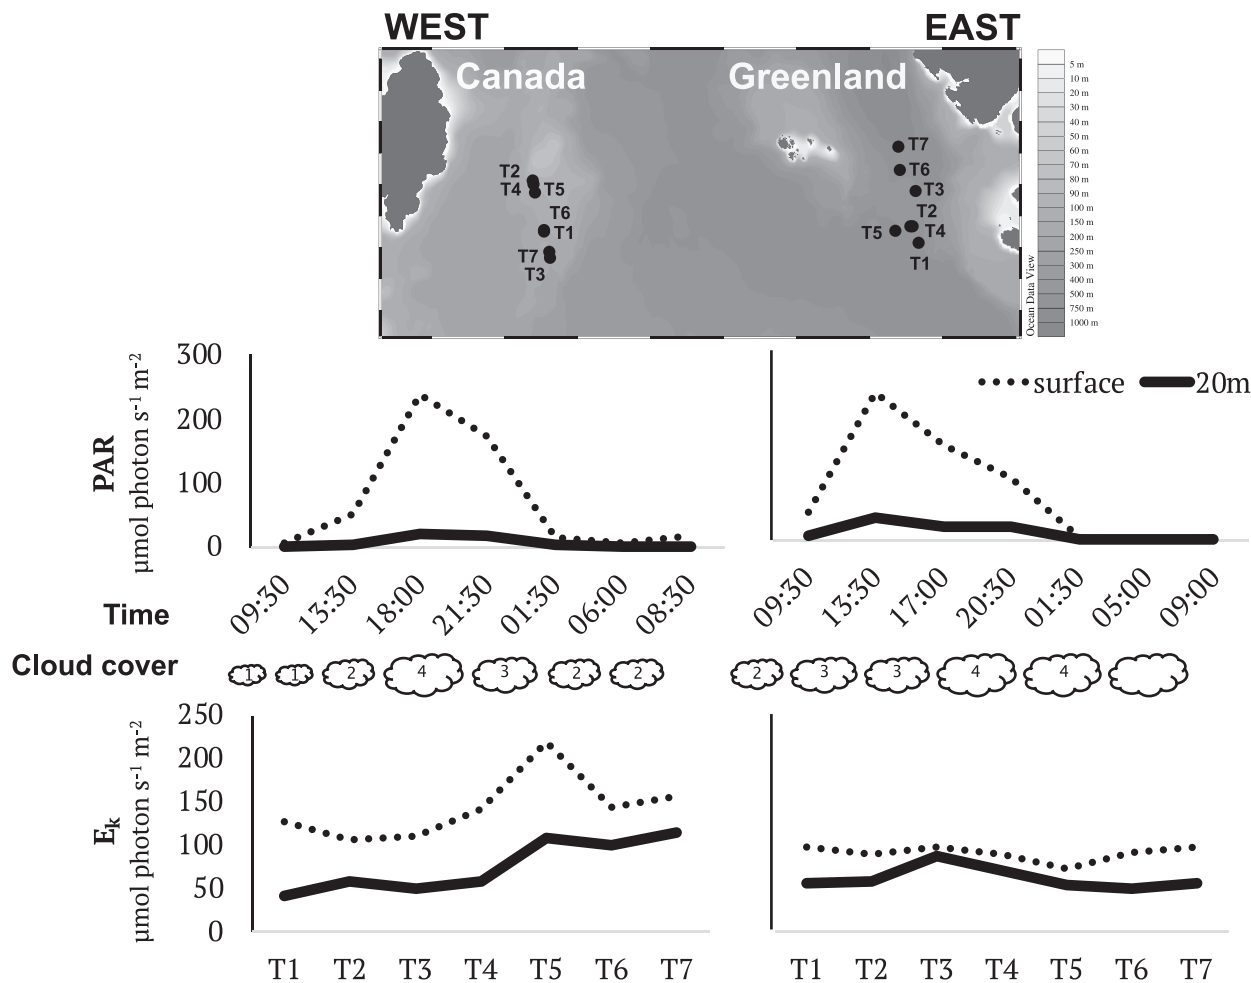 WEST
EAST
Canada
Greenland
T2
T4
T5
T6
T1
T7
T3
T7
T6
T3
T2
T5
T4
T1
Ocean Data View
5 m
10 m
20 m
30 m
40 m
50 m
60 m
70 m
80 m
90 m
100 m
150 m
200 m
250 m
300 m
400 m
500 m
750 m
1000 m
PAR
µmol photon s-1 m-2
300
200
100
0
surface
20m
Time
09:30
13:30
18:00
21:30
01:30
06:00
08:30
09:30
13:30
17:00
20:30
01:30
05:00
09:00
Cloud cover
1
1
2
4
3
2
2
2
3
3
4
4
Ek
µmol photon s-1 m-2
250
200
150
100
50
0
T1 T2 T3 T4 T5 T6 T7
T1 T2 T3 T4 T5 T6 T7